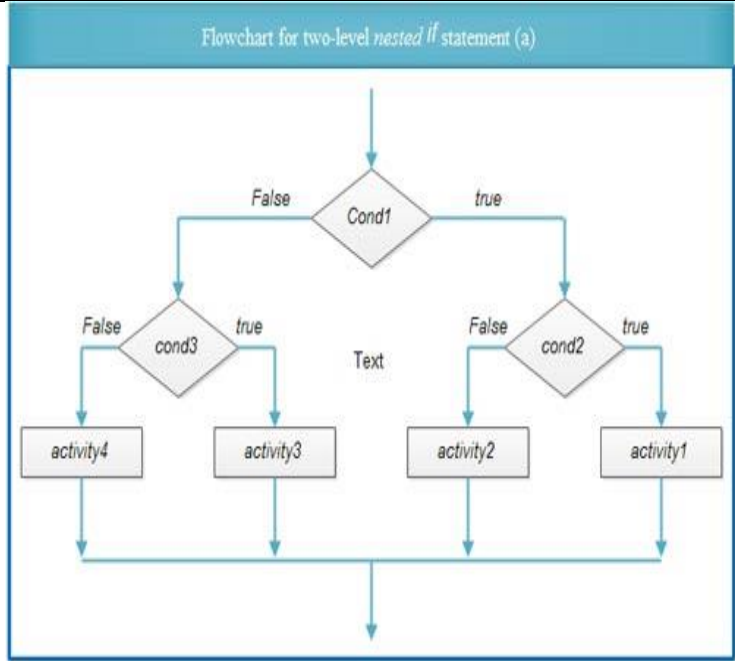 Flowchart for two-level nested if statement (a)
False
Cond1
true
False
cond3
true
Text
False
cond2
true
activity4
activity3
activity2
activity1